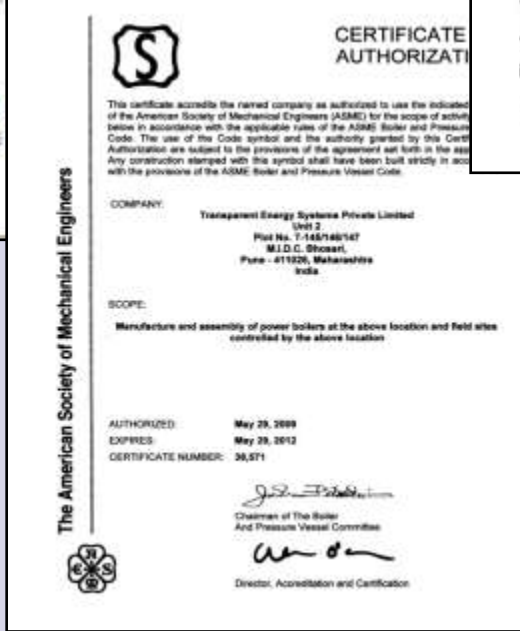 S
CERTIFICATE
AUTHORIZATI
This certificate accredits the named company as authorized to use the indicated
of the American Society of Mechanical Engineers (ASME) for the scope of activity
below in accordance with the applicable rules of the ASME Boiler and Pressure
Code. The use of the Code symbol and the authority granted by this Certif
Authorization are subject to the provisions of the agreement set forth in the app
Any construction stamped with this symbol shall have been built strictly in acco
with the provisions of the ASME Boiler and Pressure Vessel Code.
COMPANY:
Transparent Energy Systems Private Limited
Unit 2
Plot No. 7-145/146/147
M.I.D.C. Bhosari,
Pune - 411026, Maharashtra
India
SCOPE:
Manufacture and assembly of power boilers at the above location and field sites
controlled by the above location
AUTHORIZED: May 29, 2009
EXPIRES: May 29, 2012
CERTIFICATE NUMBER: 39,571
Chairman of The Boiler
And Pressure Vessel Committee
Director, Accreditation and Certification
The American Society of Mechanical Engineers